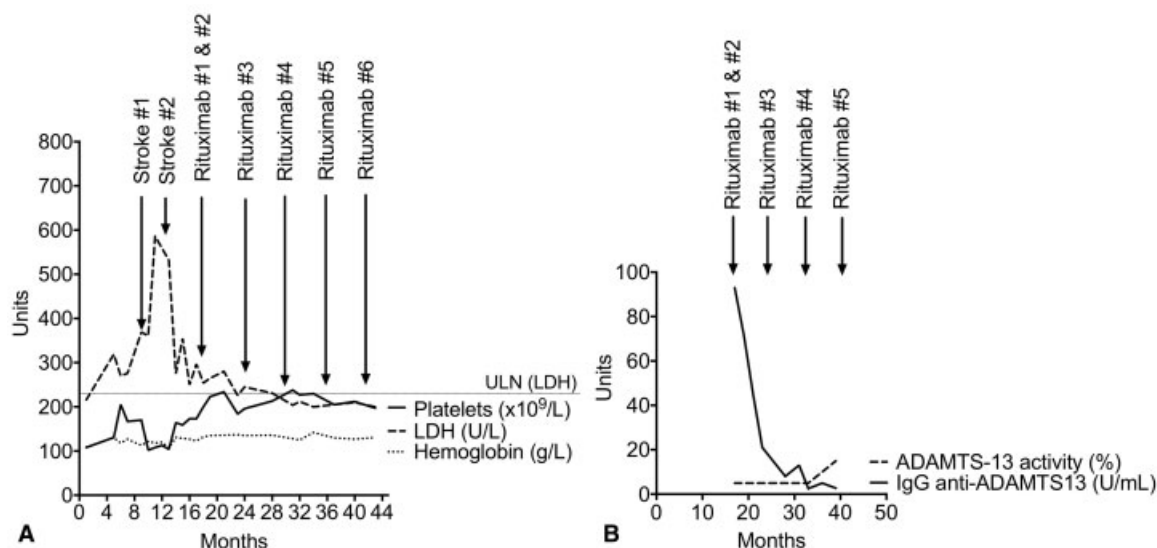 Stroke #1
Stroke #2
Rituximab #1 & #2
Rituximab #3
Rituximab #4
Rituximab #5
Rituximab #6
800
700
600
500
400
300
200
100
0
Units
0 4 8 12 16 20 24 28 32 36 40 44
Months
ULN (LDH)
Platelets (x10⁹/L)
LDH (U/L)
Hemoglobin (g/L)
A
Rituximab #1 & #2
Rituximab #3
Rituximab #4
Rituximab #5
100
80
60
40
20
0
Units
0 10 20 30 40 50
Months
ADAMTS-13 activity (%)
IgG anti-ADAMTS13 (U/mL)
B